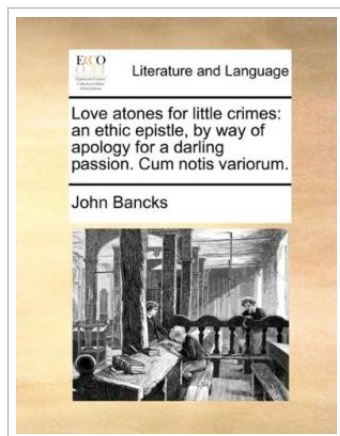 ECCO
Literature and Language
Love atones for little crimes:
an ethic epistle, by way of
apology for a darling
passion. Cum notis variorum.
John Bancks